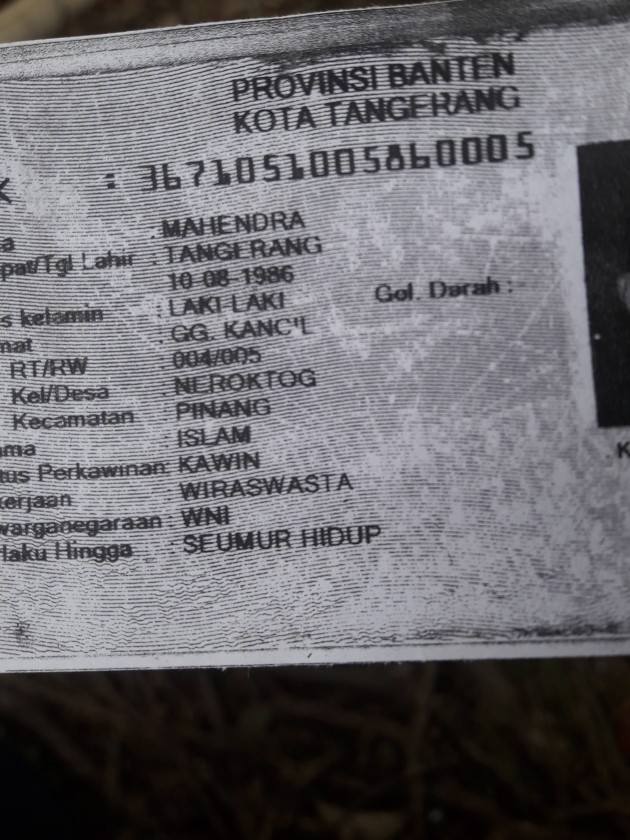 PROVINSI BANTEN
KOTA TANGERANG
K : 3671051005860005
a : MAHENDRA
pat/Tgl Lahir : TANGERANG
10-08-1986
s kelamin : LAKI-LAKI Gol. Darah :
mat : GG. KANCIL
RT/RW : 004/005
Kel/Desa : NEROKTOG
Kecamatan : PINANG
ama : ISLAM
tus Perkawinan: KAWIN
kerjaan : WIRASWASTA
warganegaraan : WNI
laku Hingga : SEUMUR HIDUP
K